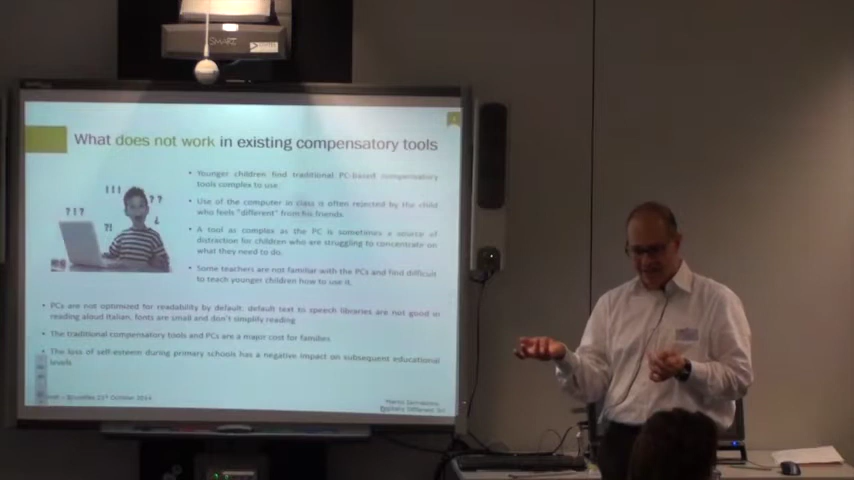 SMART
What does not work in existing compensatory tools
• Younger children find traditional PC-based compensatory
tools complex to use.
• Use of the computer in class it often rejected by the child
who feels "different" from his friends.
• A tool as complex as the PC is sometimes a source of
distraction for children who are struggling to concentrate on
what they need to do.
• Some teachers are not familiar with the PCs and find difficult
to teach younger children how to use it.
!!!
??
?!?
?!
¿
• PCs are not optimized for readability by default: default text to speech libraries are not good in
reading aloud Italian, fonts are small and don't simplify reading
• The traditional compensatory tools and PCs are a major cost for families
• The loss of self-esteem during primary schools has a negative impact on subsequent educational
levels
– Bruxelles 21st October 2014
Digitally Different Srl